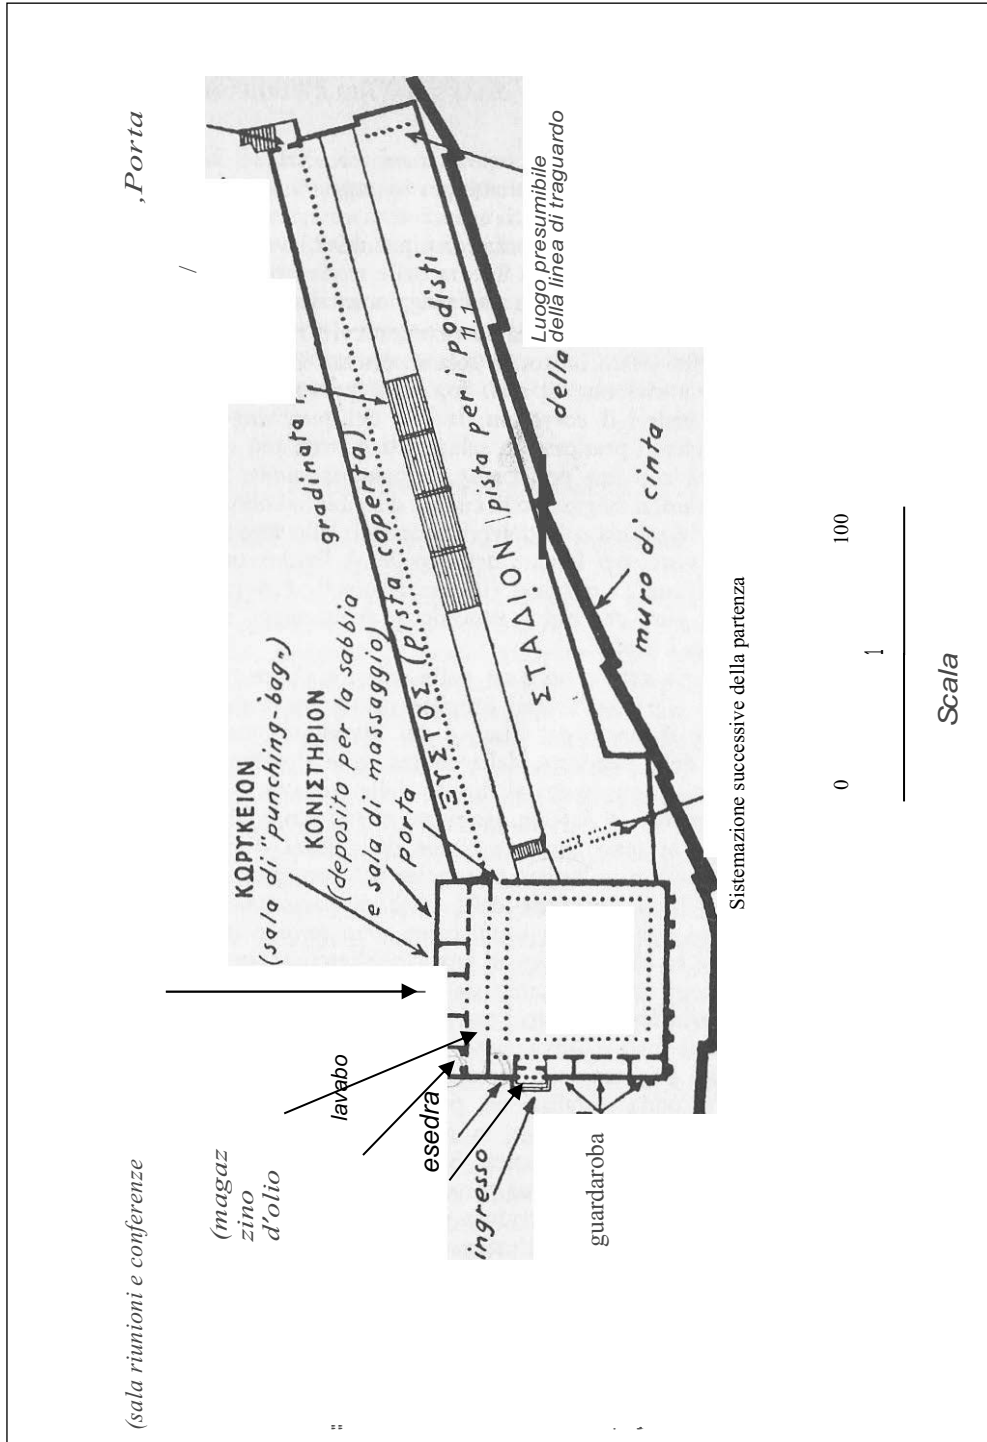 ,Porta
/
ΚΩΡΥΚΕΙΟΝ
(sala di "punching-bag„)
ΚΟΝΙΣΤΗΡΙΟΝ
(deposito per la sabbia
e sala di massaggio)
porta
ΞΥΣΤΟΣ (pista coperta)
gradinata
ΣΤΑΔΙΟΝ pista per i podisti
n.1
Luogo presumibile
della linea di traguardo
della
muro di cinta
Sistemazione successive della partenza
lavabo
esedra
ingresso
guardaroba
(sala riunioni e conferenze
(magaz
zino
d'olio
0 1 100
Scala